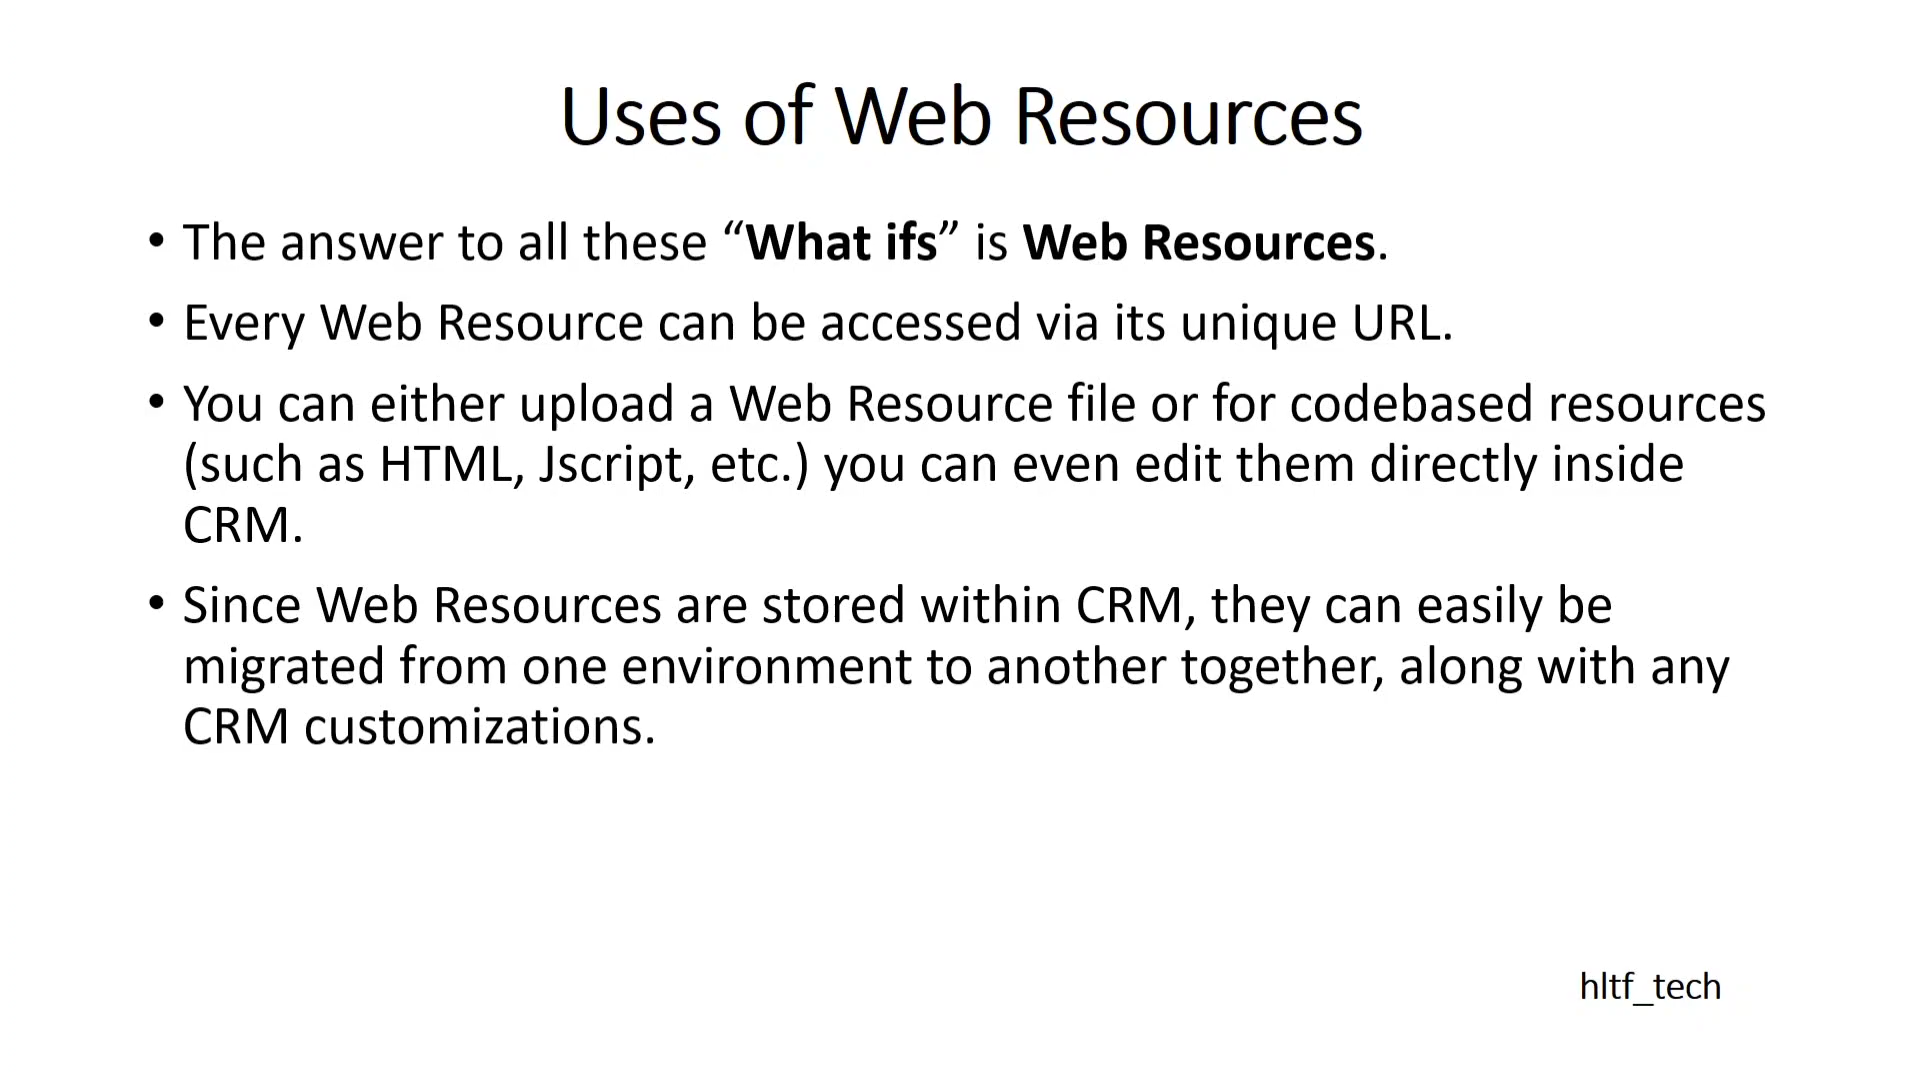 Uses of Web Resources
• The answer to all these “What ifs” is Web Resources.
• Every Web Resource can be accessed via its unique URL.
• You can either upload a Web Resource file or for codebased resources
(such as HTML, Jscript, etc.) you can even edit them directly inside
CRM.
• Since Web Resources are stored within CRM, they can easily be
migrated from one environment to another together, along with any
CRM customizations.
hltf_tech